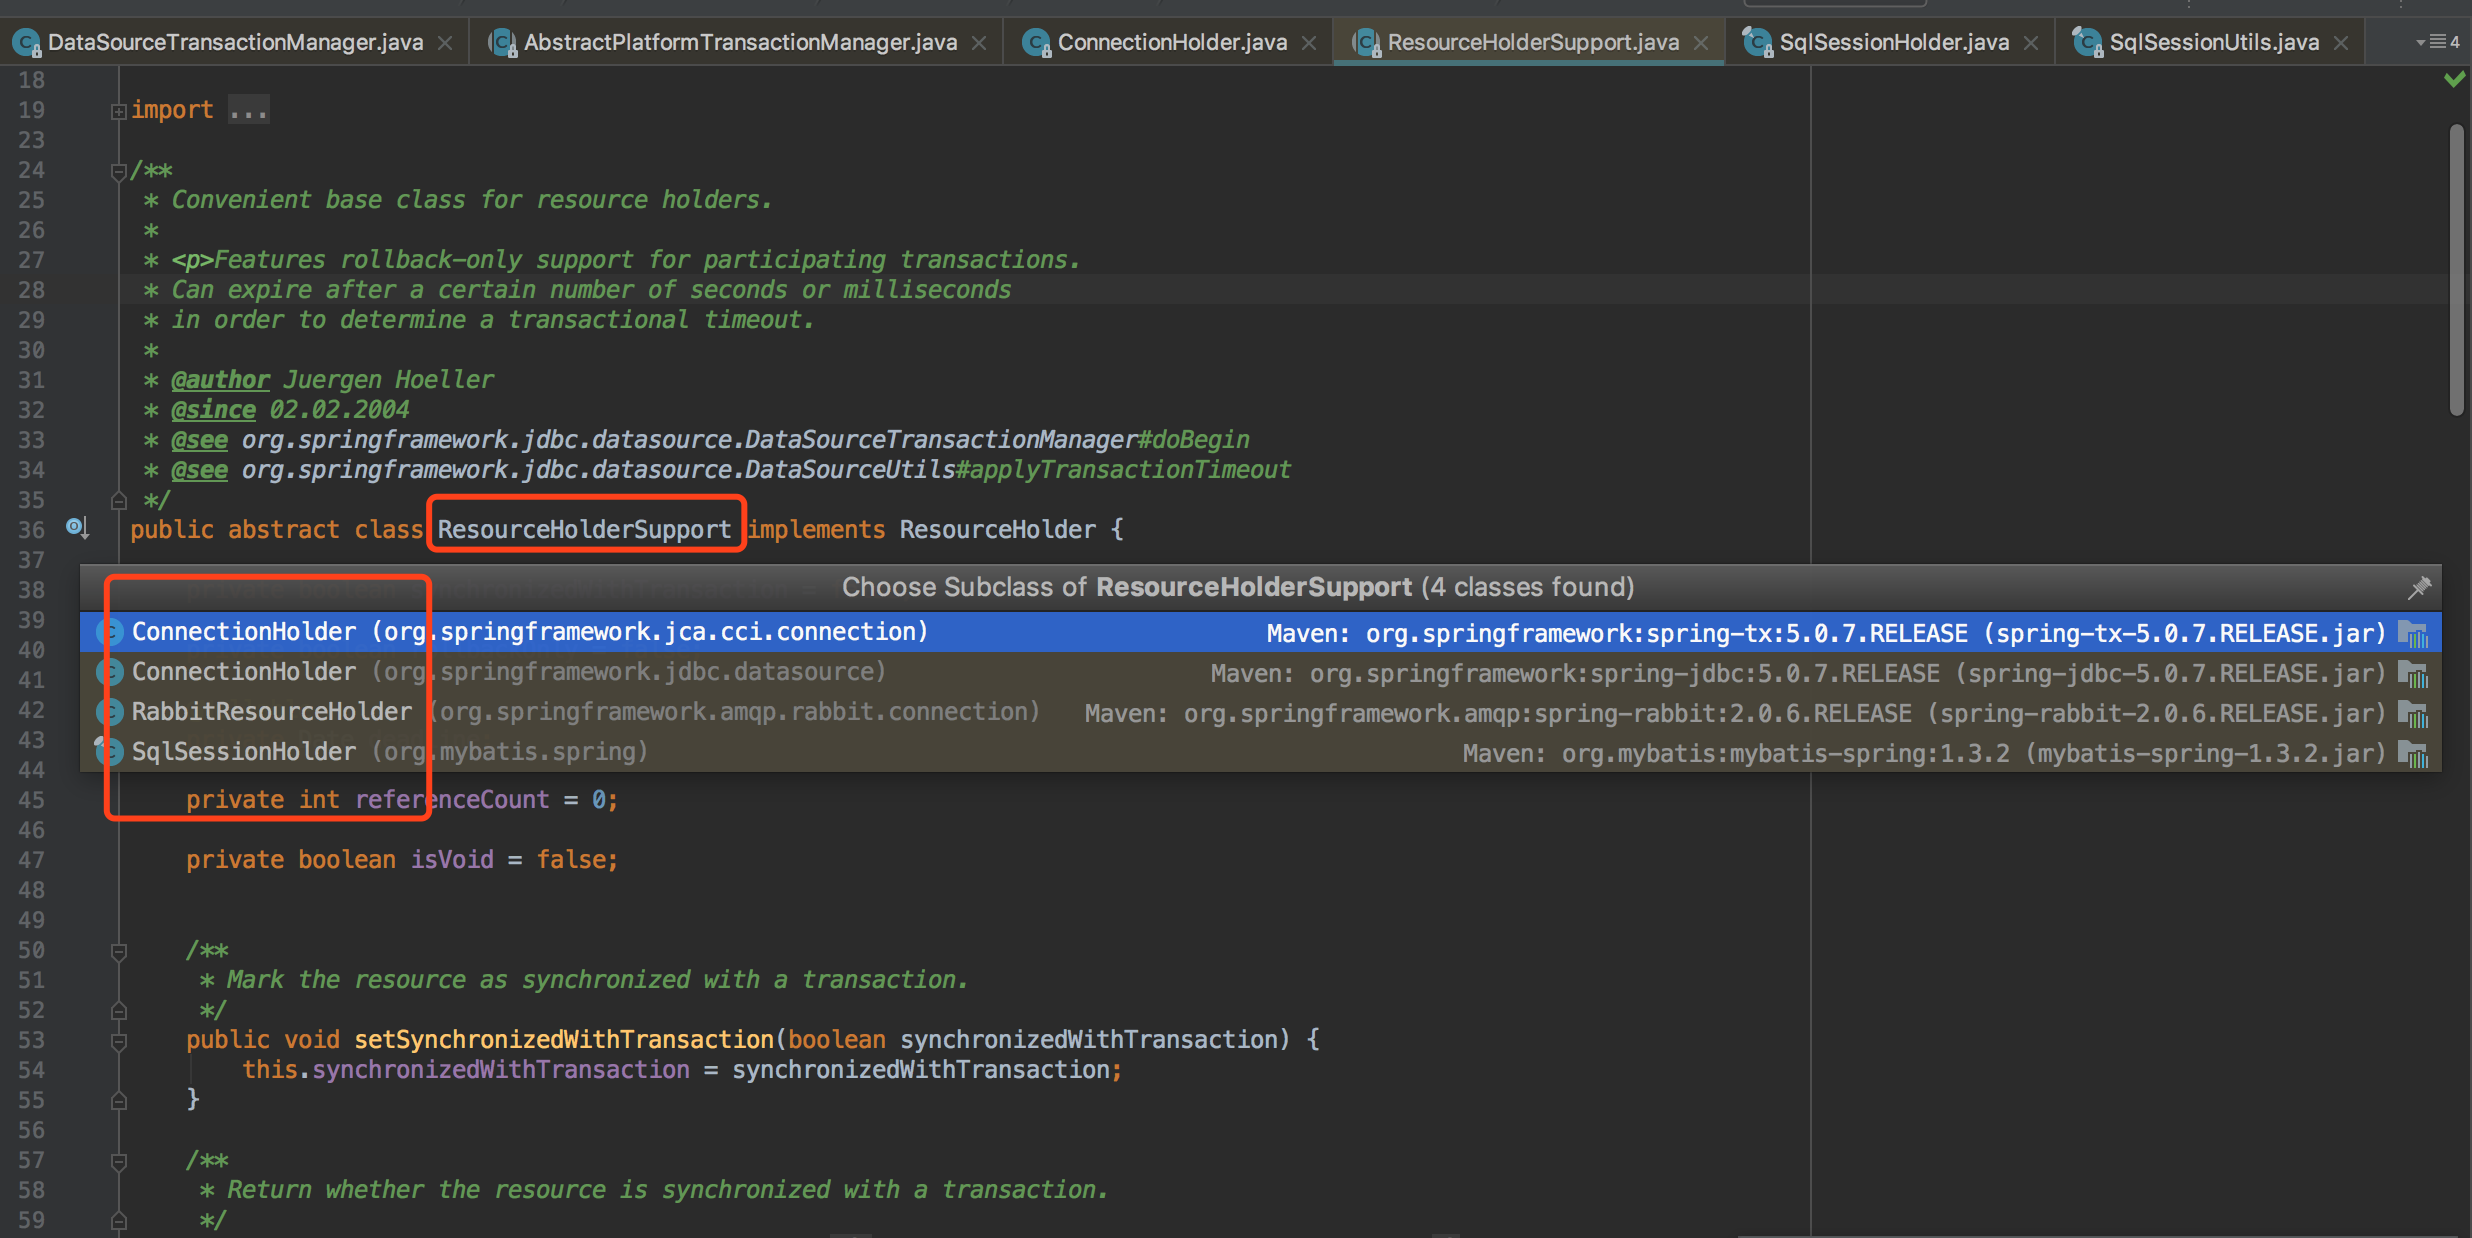 DataSourceTransactionManager.java AbstractPlatformTransactionManager.java ConnectionHolder.java ResourceHolderSupport.java SqlSessionHolder.java SqlSessionUtils.java 4
18
19 import ...
23
24 /**
25 * Convenient base class for resource holders.
26 *
27 * <p>Features rollback-only support for participating transactions.
28 * Can expire after a certain number of seconds or milliseconds
29 * in order to determine a transactional timeout.
30 *
31 * @author Juergen Hoeller
32 * @since 02.02.2004
33 * @see org.springframework.jdbc.datasource.DataSourceTransactionManager#doBegin
34 * @see org.springframework.jdbc.datasource.DataSourceUtils#applyTransactionTimeout
35 */
36 public abstract class ResourceHolderSupport implements ResourceHolder {
37
38 Choose Subclass of ResourceHolderSupport (4 classes found)
39 ConnectionHolder (org.springframework.jca.cci.connection) Maven: org.springframework:spring-tx:5.0.7.RELEASE (spring-tx-5.0.7.RELEASE.jar)
40
41 ConnectionHolder (org.springframework.jdbc.datasource) Maven: org.springframework:spring-jdbc:5.0.7.RELEASE (spring-jdbc-5.0.7.RELEASE.jar)
42 RabbitResourceHolder (org.springframework.amqp.rabbit.connection) Maven: org.springframework.amqp:spring-rabbit:2.0.6.RELEASE (spring-rabbit-2.0.6.RELEASE.jar)
43 SqlSessionHolder (org.mybatis.spring) Maven: org.mybatis:mybatis-spring:1.3.2 (mybatis-spring-1.3.2.jar)
44
45 private int referenceCount = 0;
46
47 private boolean isVoid = false;
48
49
50 /**
51 * Mark the resource as synchronized with a transaction.
52 */
53 public void setSynchronizedWithTransaction(boolean synchronizedWithTransaction) {
54 this.synchronizedWithTransaction = synchronizedWithTransaction;
55 }
56
57 /**
58 * Return whether the resource is synchronized with a transaction.
59 */